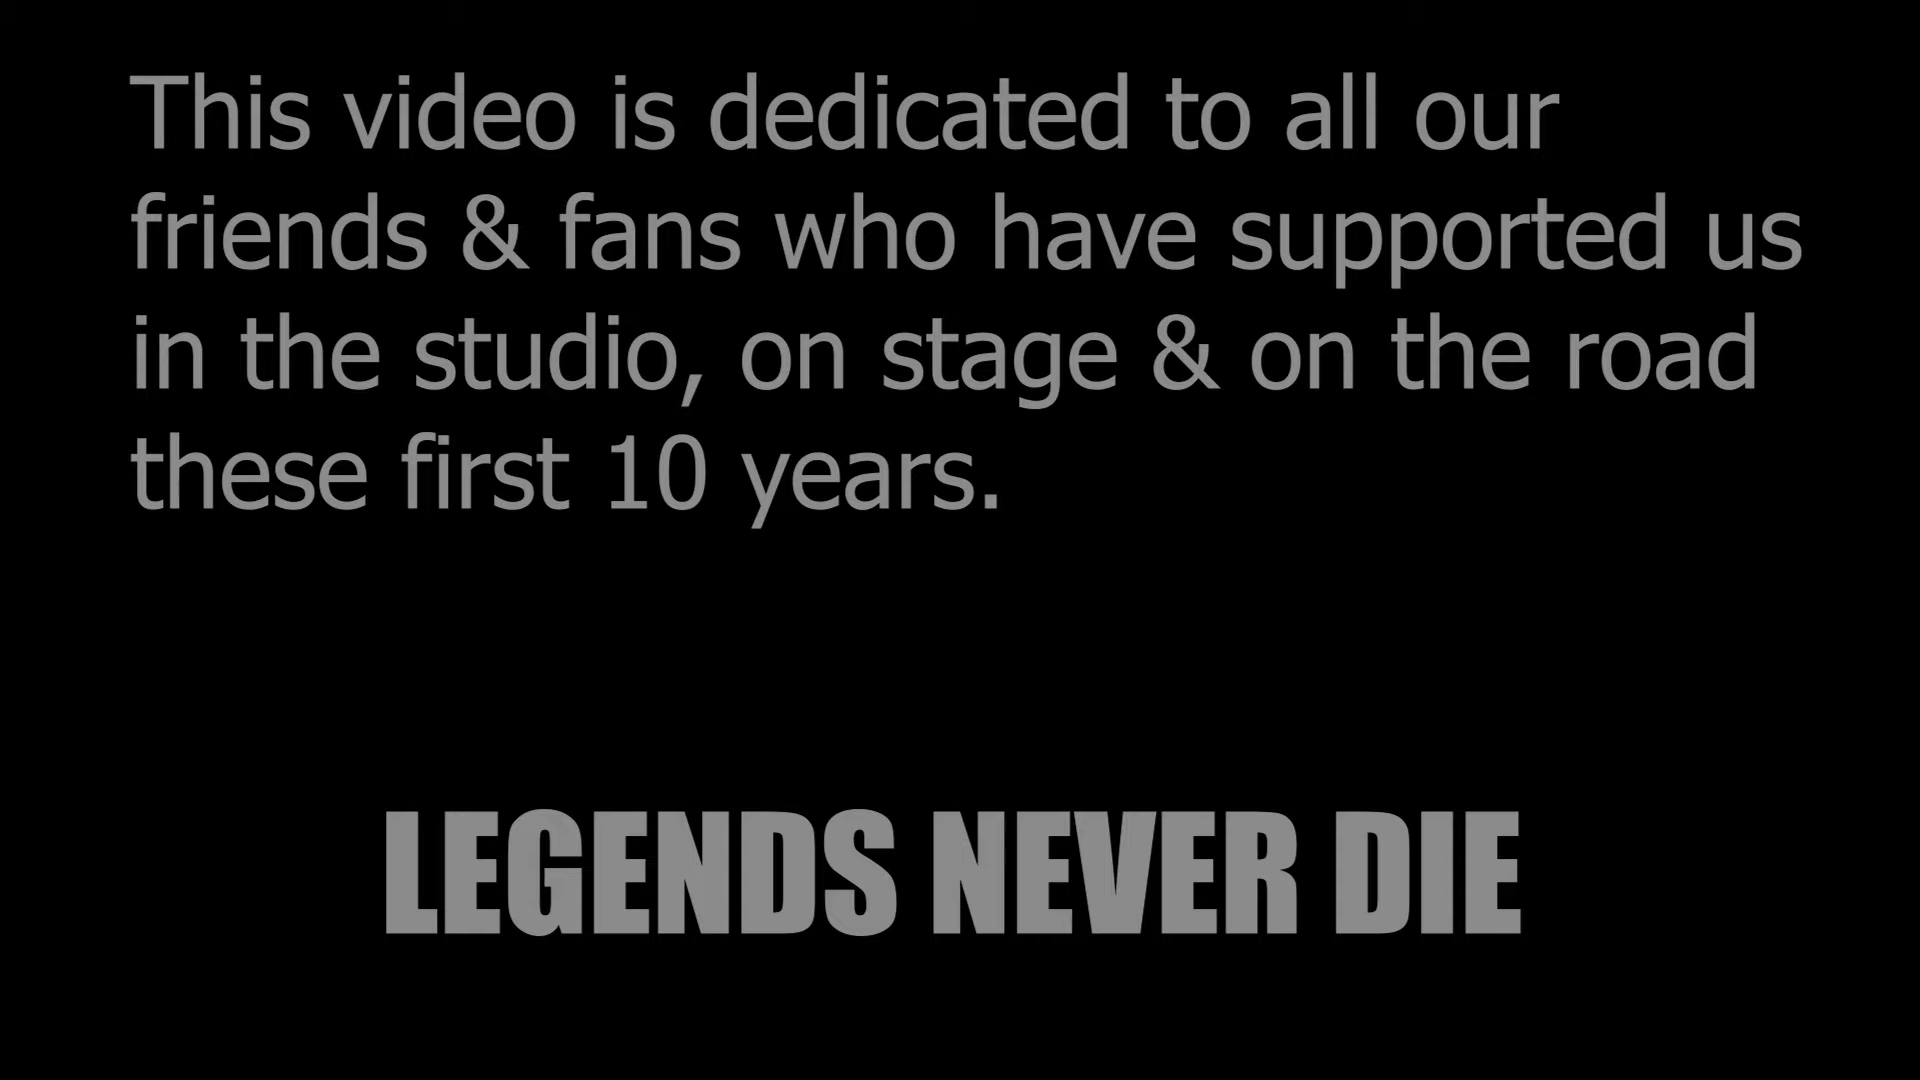 This video is dedicated to all our
friends & fans who have supported us
in the studio, on stage & on the road
these first 10 years.
LEGENDS NEVER DIE